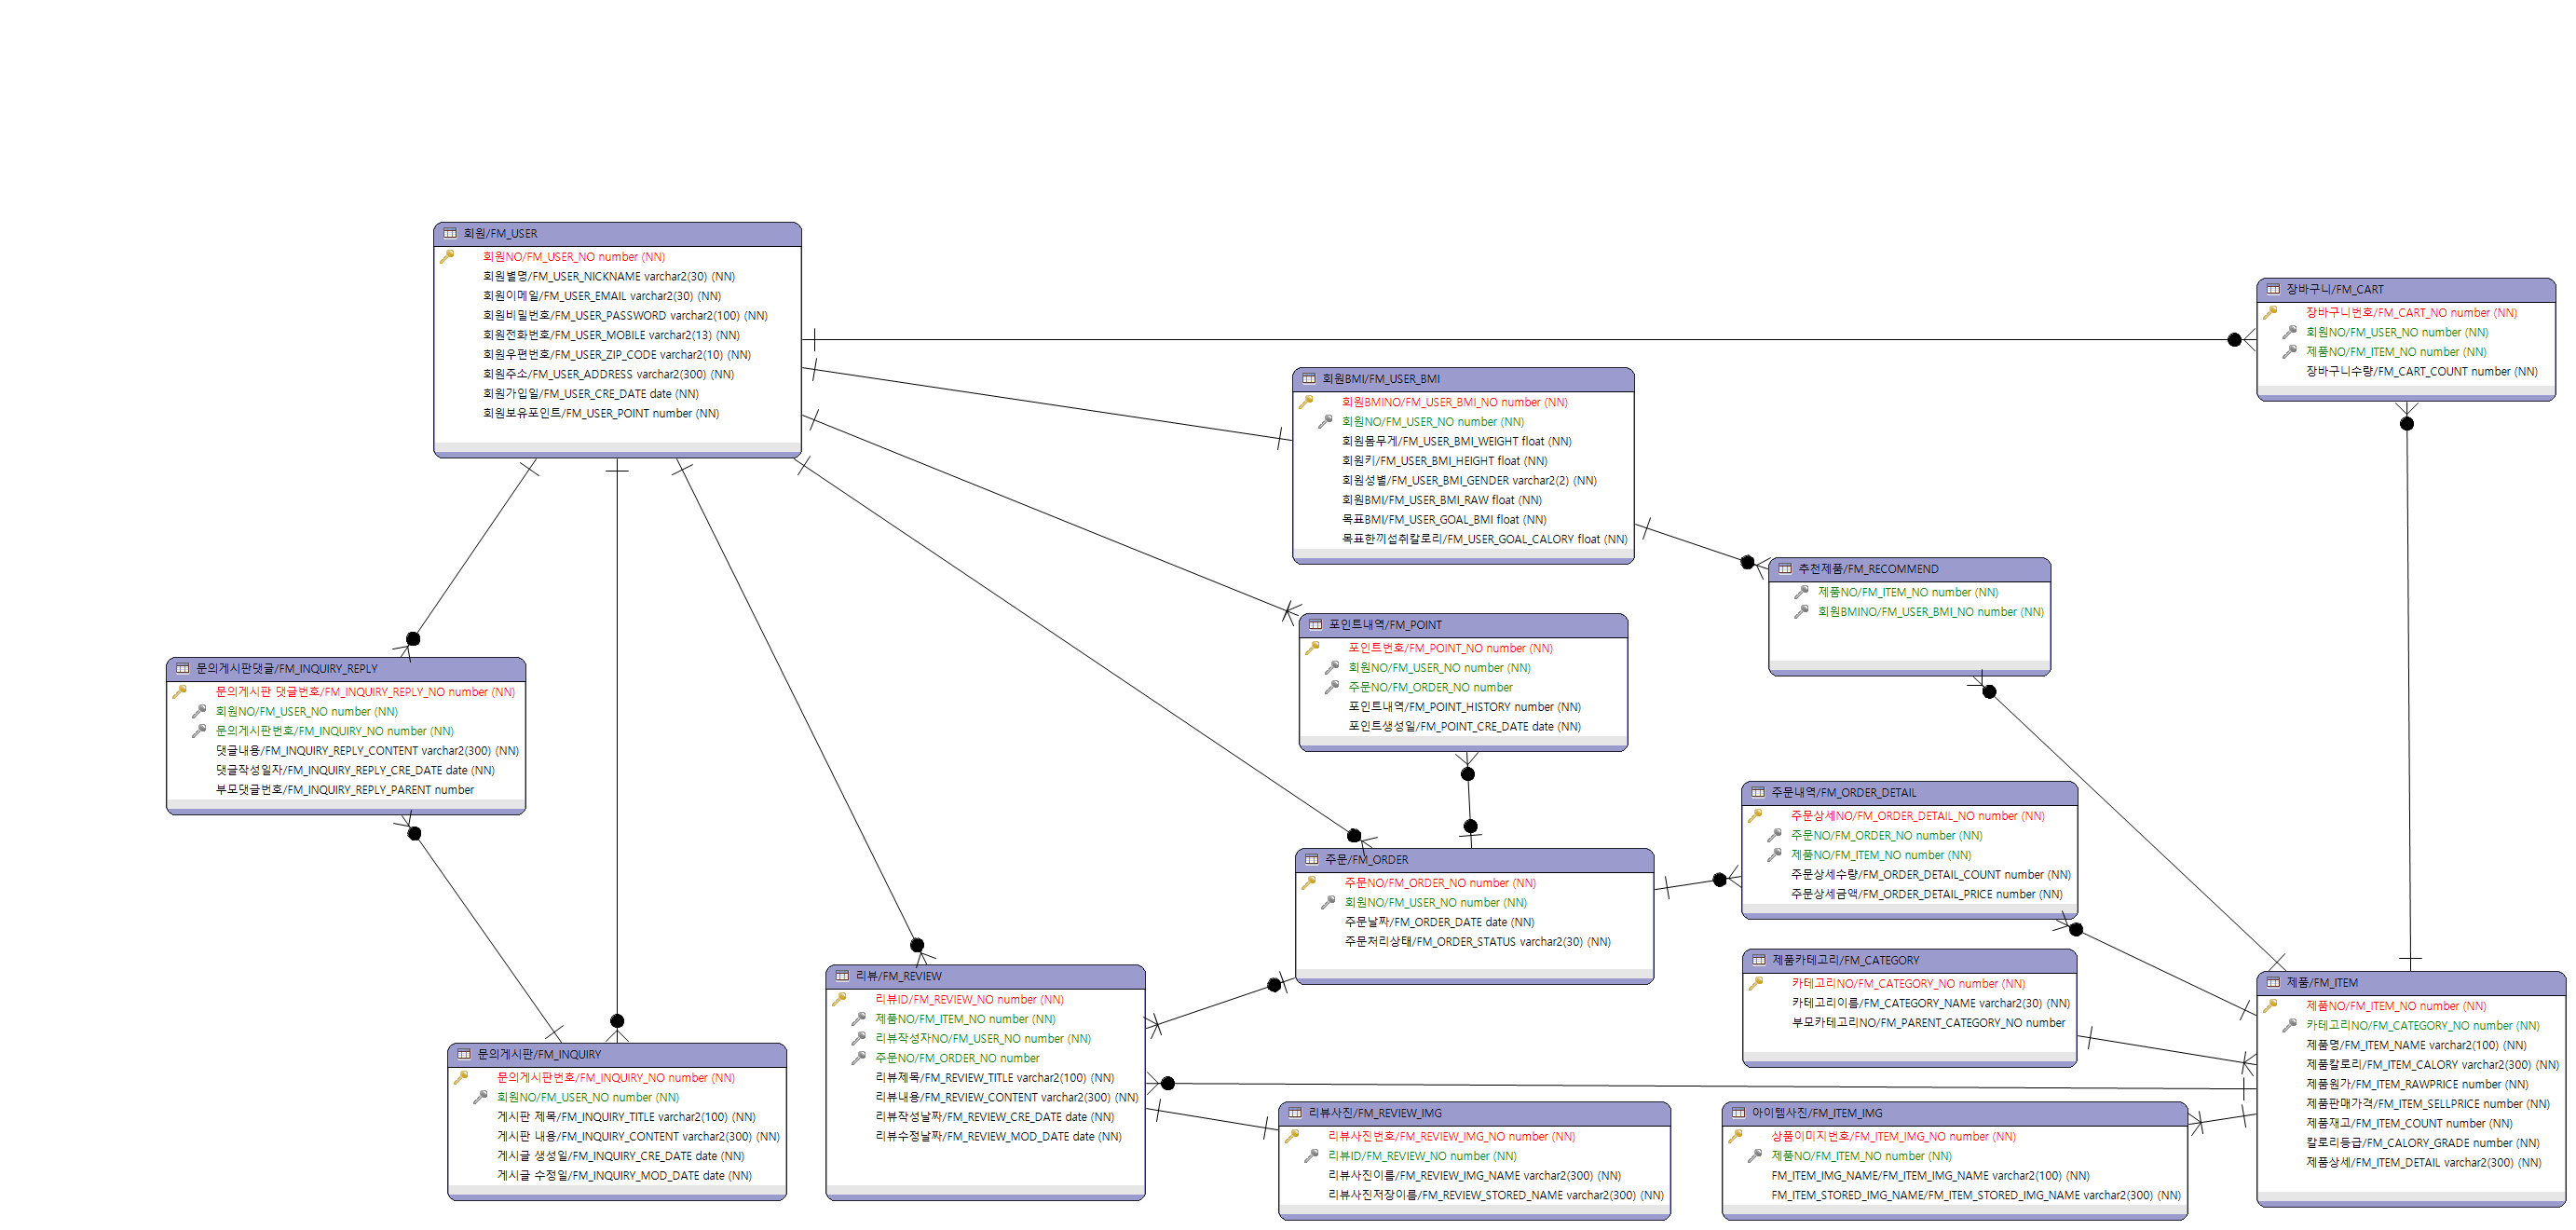 회원/FM_USER
회원NO/FM_USER_NO number (NN)
회원별명/FM_USER_NICKNAME varchar2(30) (NN)
회원이메일/FM_USER_EMAIL varchar2(30) (NN)
회원비밀번호/FM_USER_PASSWORD varchar2(100) (NN)
회원전화번호/FM_USER_MOBILE varchar2(13) (NN)
회원우편번호/FM_USER_ZIP_CODE varchar2(10) (NN)
회원주소/FM_USER_ADDRESS varchar2(300) (NN)
회원가입일/FM_USER_CRE_DATE date (NN)
회원보유포인트/FM_USER_POINT number (NN)
장바구니/FM_CART
장바구니번호/FM_CART_NO number (NN)
회원NO/FM_USER_NO number (NN)
제품NO/FM_ITEM_NO number (NN)
장바구니수량/FM_CART_COUNT number (NN)
회원BMI/FM_USER_BMI
회원BMINO/FM_USER_BMI_NO number (NN)
회원NO/FM_USER_NO number (NN)
회원몸무게/FM_USER_BMI_WEIGHT float (NN)
회원키/FM_USER_BMI_HEIGHT float (NN)
회원성별/FM_USER_BMI_GENDER varchar2(2) (NN)
회원BMI/FM_USER_BMI_RAW float (NN)
목표BMI/FM_USER_GOAL_BMI float (NN)
목표한끼섭취칼로리/FM_USER_GOAL_CALORY float (NN)
추천제품/FM_RECOMMEND
제품NO/FM_ITEM_NO number (NN)
회원BMINO/FM_USER_BMI_NO number (NN)
포인트내역/FM_POINT
포인트번호/FM_POINT_NO number (NN)
회원NO/FM_USER_NO number (NN)
주문NO/FM_ORDER_NO number
포인트내역/FM_POINT_HISTORY number (NN)
포인트생성일/FM_POINT_CRE_DATE date (NN)
문의게시판댓글/FM_INQUIRY_REPLY
문의게시판 댓글번호/FM_INQUIRY_REPLY_NO number (NN)
회원NO/FM_USER_NO number (NN)
문의게시판번호/FM_INQUIRY_NO number (NN)
댓글내용/FM_INQUIRY_REPLY_CONTENT varchar2(300) (NN)
댓글작성일자/FM_INQUIRY_REPLY_CRE_DATE date (NN)
부모댓글번호/FM_INQUIRY_REPLY_PARENT number
주문내역/FM_ORDER_DETAIL
주문상세NO/FM_ORDER_DETAIL_NO number (NN)
주문NO/FM_ORDER_NO number (NN)
제품NO/FM_ITEM_NO number (NN)
주문상세수량/FM_ORDER_DETAIL_COUNT number (NN)
주문상세금액/FM_ORDER_DETAIL_PRICE number (NN)
주문/FM_ORDER
주문NO/FM_ORDER_NO number (NN)
회원NO/FM_USER_NO number (NN)
주문날짜/FM_ORDER_DATE date (NN)
주문처리상태/FM_ORDER_STATUS varchar2(30) (NN)
제품카테고리/FM_CATEGORY
카테고리NO/FM_CATEGORY_NO number (NN)
카테고리이름/FM_CATEGORY_NAME varchar2(30) (NN)
부모카테고리NO/FM_PARENT_CATEGORY_NO number
리뷰/FM_REVIEW
리뷰ID/FM_REVIEW_NO number (NN)
제품NO/FM_ITEM_NO number (NN)
리뷰작성자NO/FM_USER_NO number (NN)
주문NO/FM_ORDER_NO number
리뷰제목/FM_REVIEW_TITLE varchar2(100) (NN)
리뷰내용/FM_REVIEW_CONTENT varchar2(300) (NN)
리뷰작성날짜/FM_REVIEW_CRE_DATE date (NN)
리뷰수정날짜/FM_REVIEW_MOD_DATE date (NN)
제품/FM_ITEM
제품NO/FM_ITEM_NO number (NN)
카테고리NO/FM_CATEGORY_NO number (NN)
제품명/FM_ITEM_NAME varchar2(100) (NN)
제품칼로리/FM_ITEM_CALORY varchar2(300) (NN)
제품원가/FM_ITEM_RAWPRICE number (NN)
제품판매가격/FM_ITEM_SELLPRICE number (NN)
제품재고/FM_ITEM_COUNT number (NN)
칼로리등급/FM_CALORY_GRADE number (NN)
제품상세/FM_ITEM_DETAIL varchar2(300) (NN)
문의게시판/FM_INQUIRY
문의게시판번호/FM_INQUIRY_NO number (NN)
회원NO/FM_USER_NO number (NN)
게시판 제목/FM_INQUIRY_TITLE varchar2(100) (NN)
게시판 내용/FM_INQUIRY_CONTENT varchar2(300) (NN)
게시글 생성일/FM_INQUIRY_CRE_DATE date (NN)
게시글 수정일/FM_INQUIRY_MOD_DATE date (NN)
리뷰사진/FM_REVIEW_IMG
리뷰사진번호/FM_REVIEW_IMG_NO number (NN)
리뷰ID/FM_REVIEW_NO number (NN)
리뷰사진이름/FM_REVIEW_IMG_NAME varchar2(300) (NN)
리뷰사진저장이름/FM_REVIEW_STORED_NAME varchar2(300) (NN)
아이템사진/FM_ITEM_IMG
상품이미지번호/FM_ITEM_IMG_NO number (NN)
제품NO/FM_ITEM_NO number (NN)
FM_ITEM_IMG_NAME/FM_ITEM_IMG_NAME varchar2(100) (NN)
FM_ITEM_STORED_IMG_NAME/FM_ITEM_STORED_IMG_NAME varchar2(300) (NN)